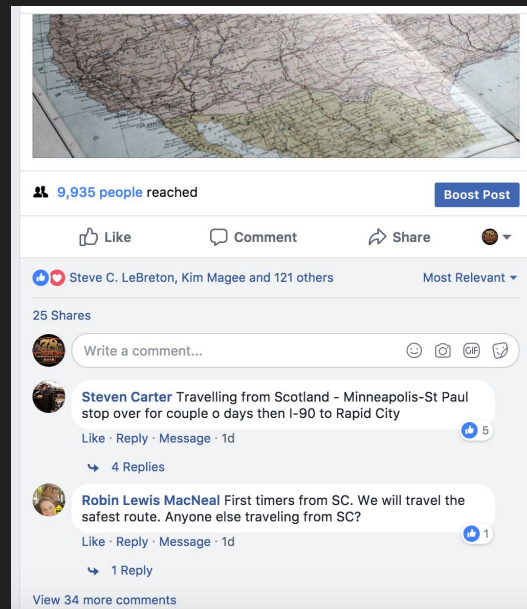 9,935 people reached
Boost Post
Like
Comment
Share
Steve C. LeBreton, Kim Magee and 121 others
Most Relevant
25 Shares
Write a comment...
GIF
Steven Carter Travelling from Scotland - Minneapolis-St Paul
stop over for couple o days then I-90 to Rapid City
5
Like · Reply · Message · 1d
4 Replies
Robin Lewis MacNeal First timers from SC. We will travel the
safest route. Anyone else traveling from SC?
1
Like · Reply · Message · 1d
1 Reply
View 34 more comments